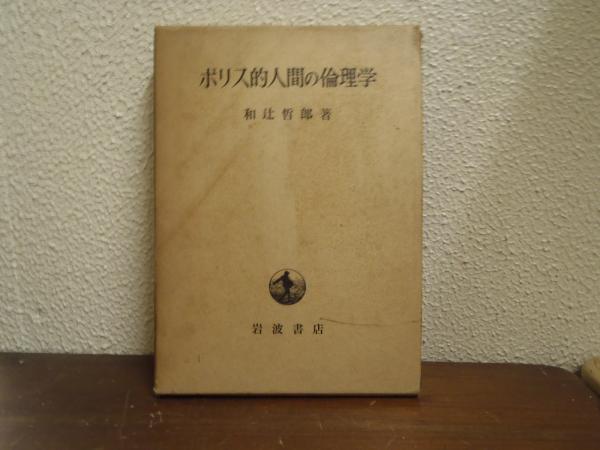 ポリス的人間の倫理学
和辻哲郎著
岩波書店